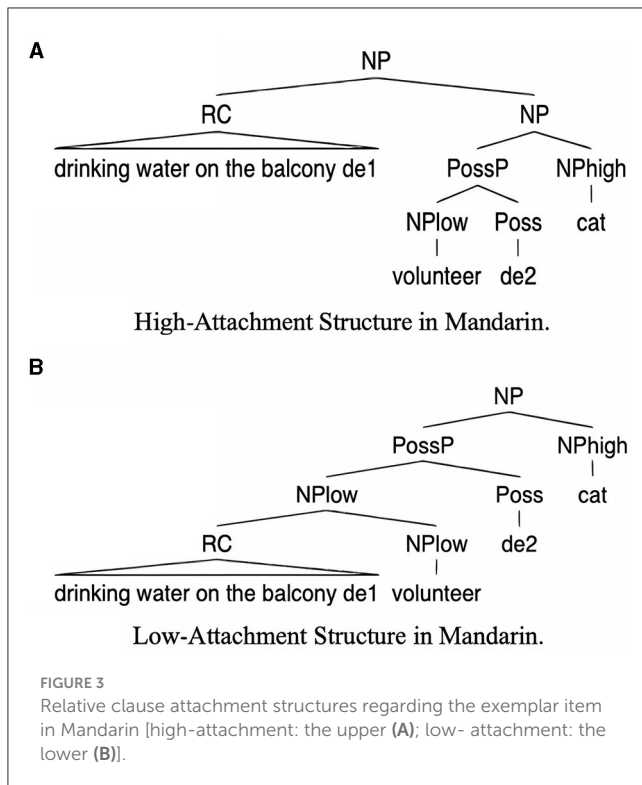 A
NP
RC NP
drinking water on the balcony de1 PossP NPhigh
NPlow Poss cat
volunteer de2
High-Attachment Structure in Mandarin.
B
NP
PossP NPhigh
NPlow Poss cat
RC NPlow de2
drinking water on the balcony de1 volunteer
Low-Attachment Structure in Mandarin.
FIGURE 3
Relative clause attachment structures regarding the exemplar item
in Mandarin [high-attachment: the upper (A); low- attachment: the
lower (B)].